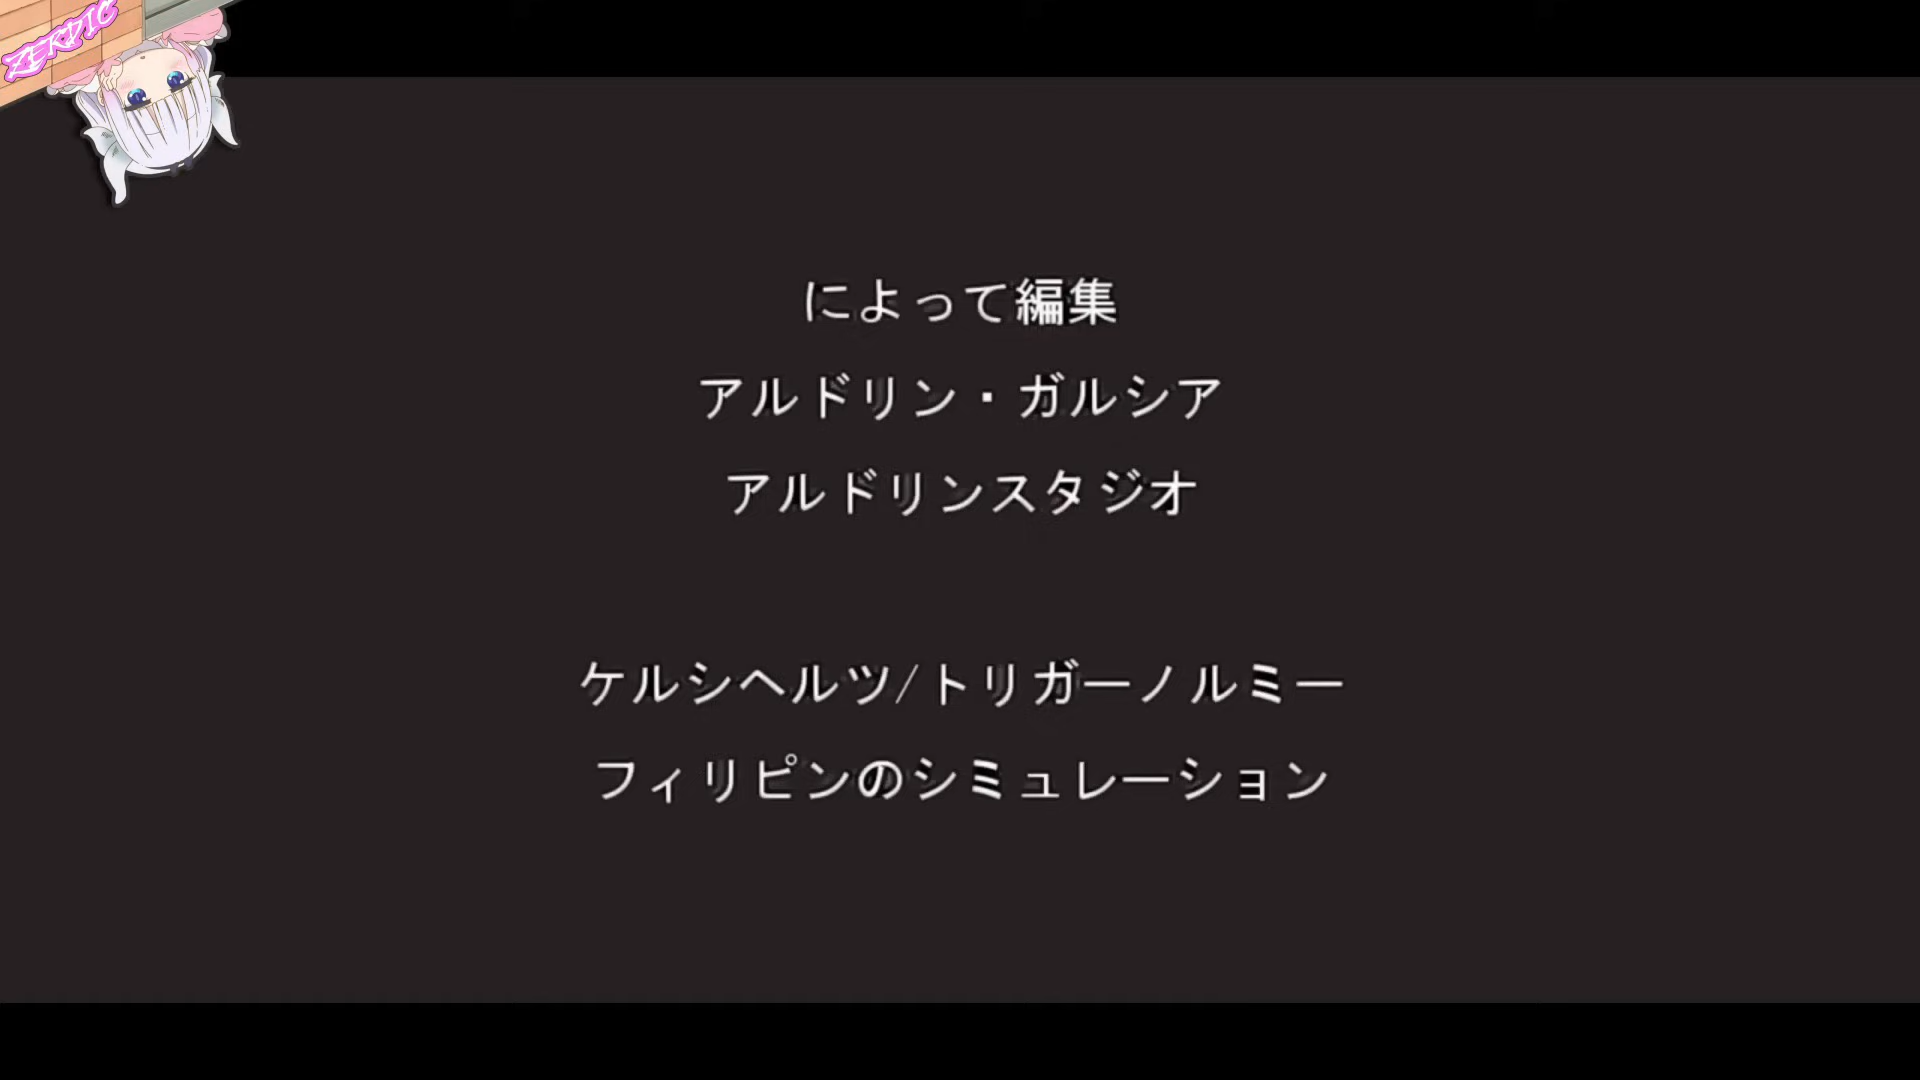 ZERDIC
によって編集
アルドリン・ガルシア
アルドリンスタジオ
ケルシヘルツ/トリガーノルミー
フィリピンのシミュレーション